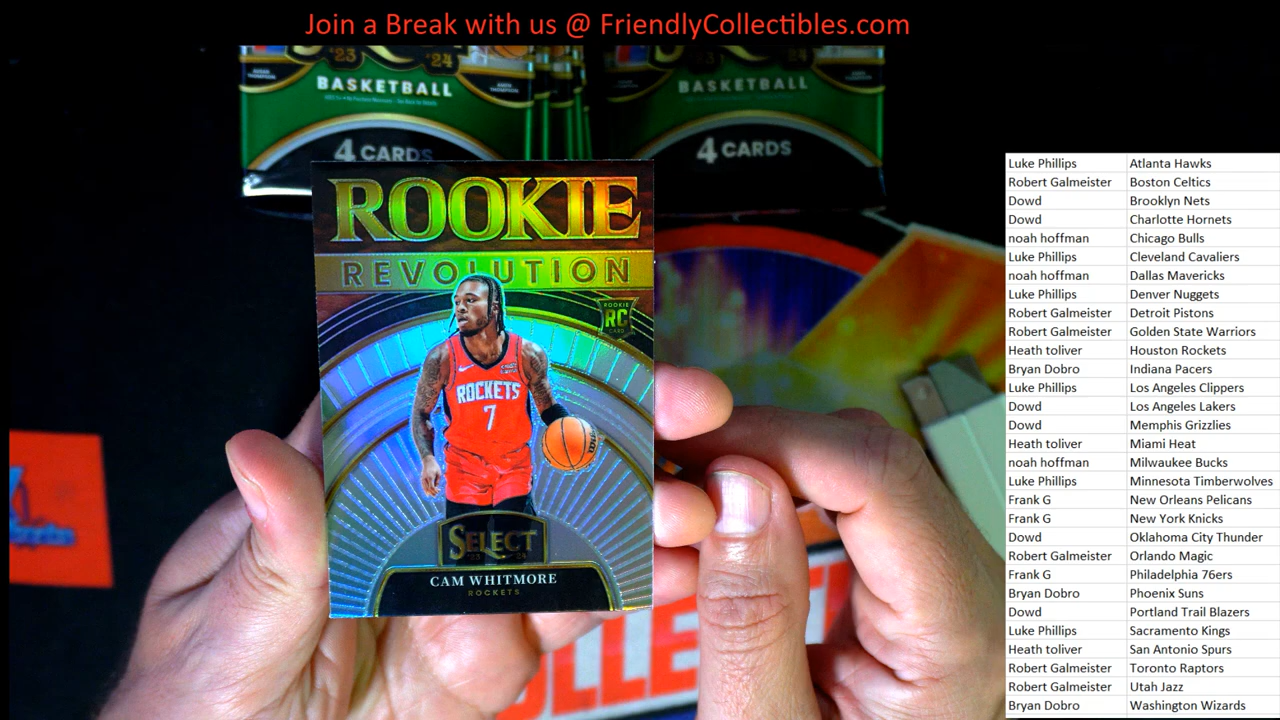 Join a Break with us @ FriendlyCollectibles.com
'23 '24
BASKETBALL
4 CARDS
'24
BASKETBALL
4 CARDS
ROOKIE
REVOLUTION
ROOKIE
RC
CARD
ROCKETS
7
SELECT
'23 '24
CAM WHITMORE
ROCKETS
Luke Phillips Atlanta Hawks
Robert Galmeister Boston Celtics
Dowd Brooklyn Nets
Dowd Charlotte Hornets
noah hoffman Chicago Bulls
Luke Phillips Cleveland Cavaliers
noah hoffman Dallas Mavericks
Luke Phillips Denver Nuggets
Robert Galmeister Detroit Pistons
Robert Galmeister Golden State Warriors
Heath toliver Houston Rockets
Bryan Dobro Indiana Pacers
Luke Phillips Los Angeles Clippers
Dowd Los Angeles Lakers
Dowd Memphis Grizzlies
Heath toliver Miami Heat
noah hoffman Milwaukee Bucks
Luke Phillips Minnesota Timberwolves
Frank G New Orleans Pelicans
Frank G New York Knicks
Dowd Oklahoma City Thunder
Robert Galmeister Orlando Magic
Frank G Philadelphia 76ers
Bryan Dobro Phoenix Suns
Dowd Portland Trail Blazers
Luke Phillips Sacramento Kings
Heath toliver San Antonio Spurs
Robert Galmeister Toronto Raptors
Robert Galmeister Utah Jazz
Bryan Dobro Washington Wizards